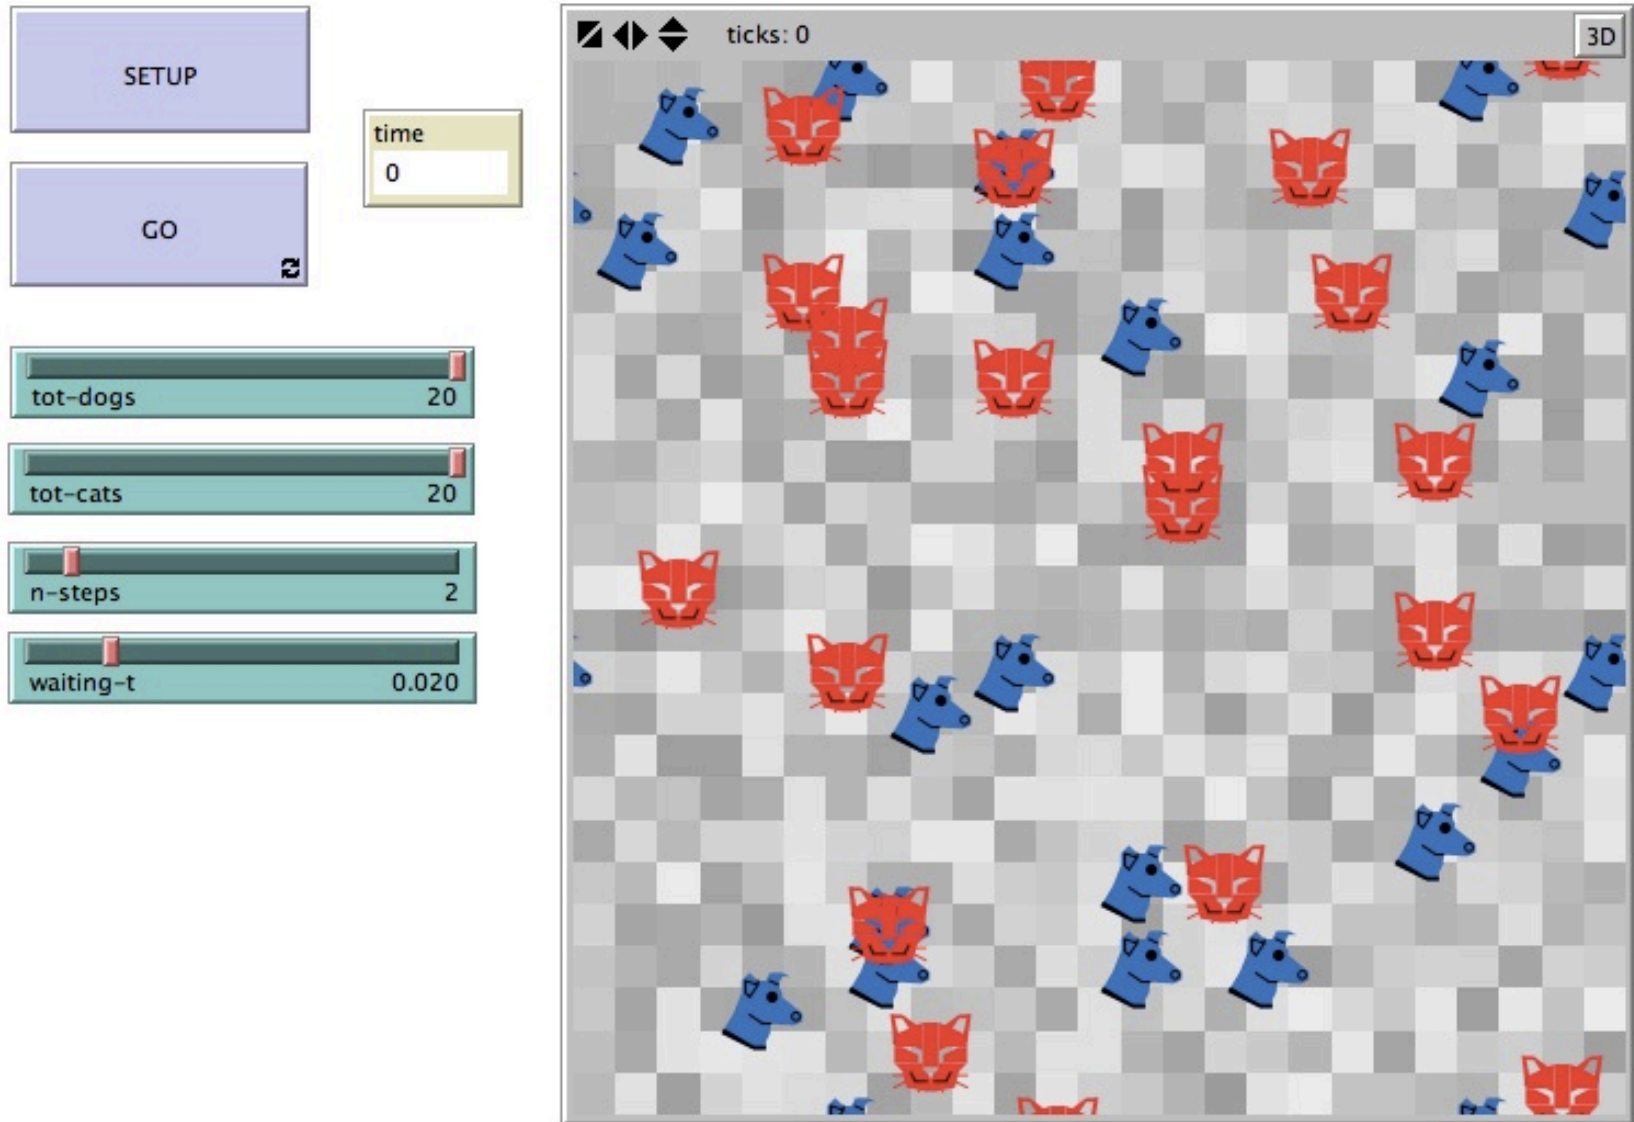 SETUP
GO
time
0
tot-dogs
20
tot-cats
20
n-steps
2
waiting-t
0.020
ticks: 0
3D